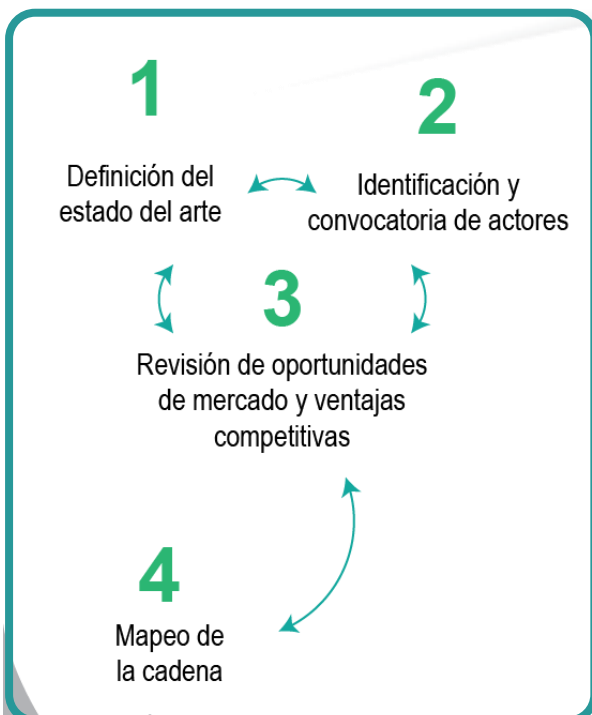 1
Definición del
estado del arte
2
Identificación y
convocatoria de actores
3
Revisión de oportunidades
de mercado y ventajas
competitivas
4
Mapeo de
la cadena